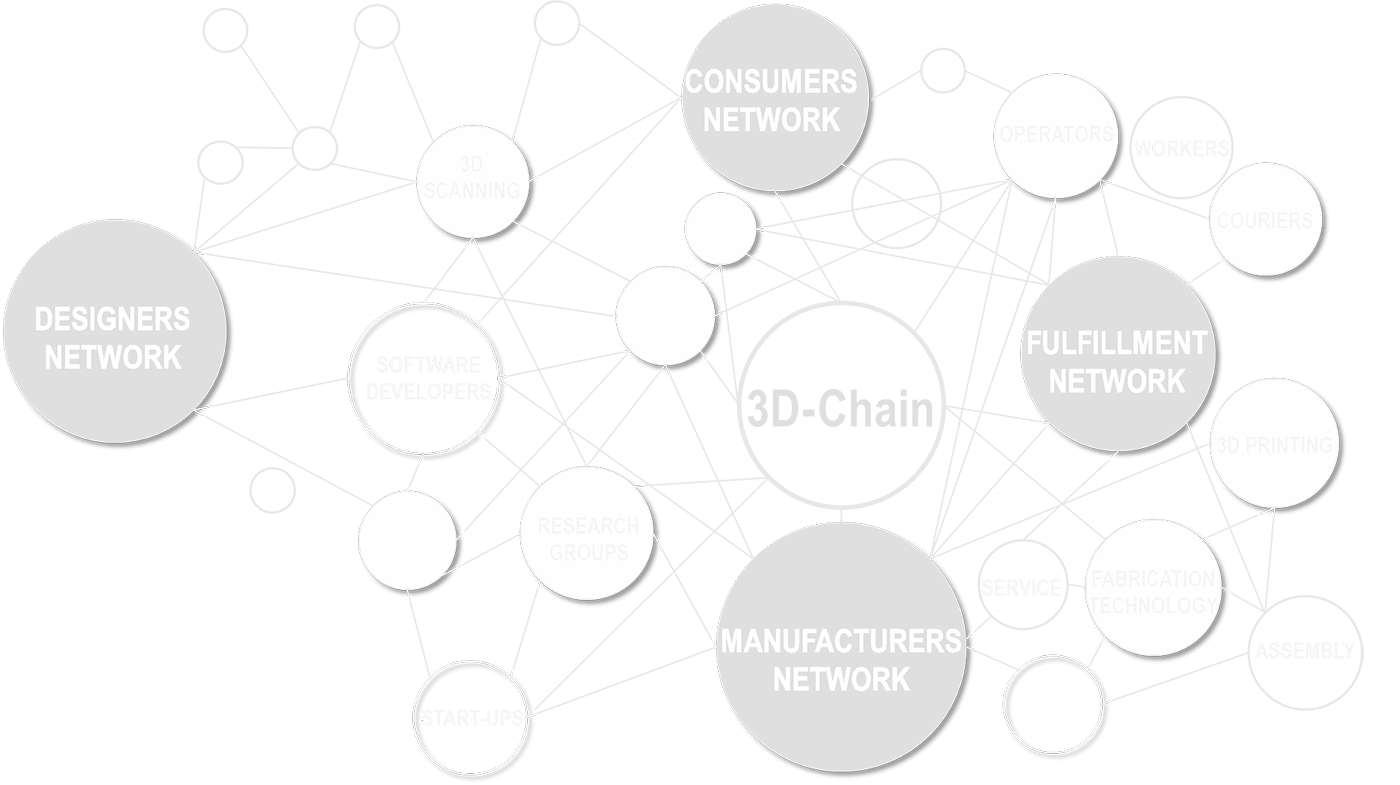 CONSUMERS
NETWORK
OPERATORS
WORKERS
3D
SCANNING
COURIERS
DESIGNERS
NETWORK
FULFILLMENT
NETWORK
SOFTWARE
DEVELOPERS
3D-Chain
3D PRINTING
RESEARCH
GROUPS
SERVICE
FABRICATION
TECHNOLOGY
MANUFACTURERS
NETWORK
ASSEMBLY
START-UPS